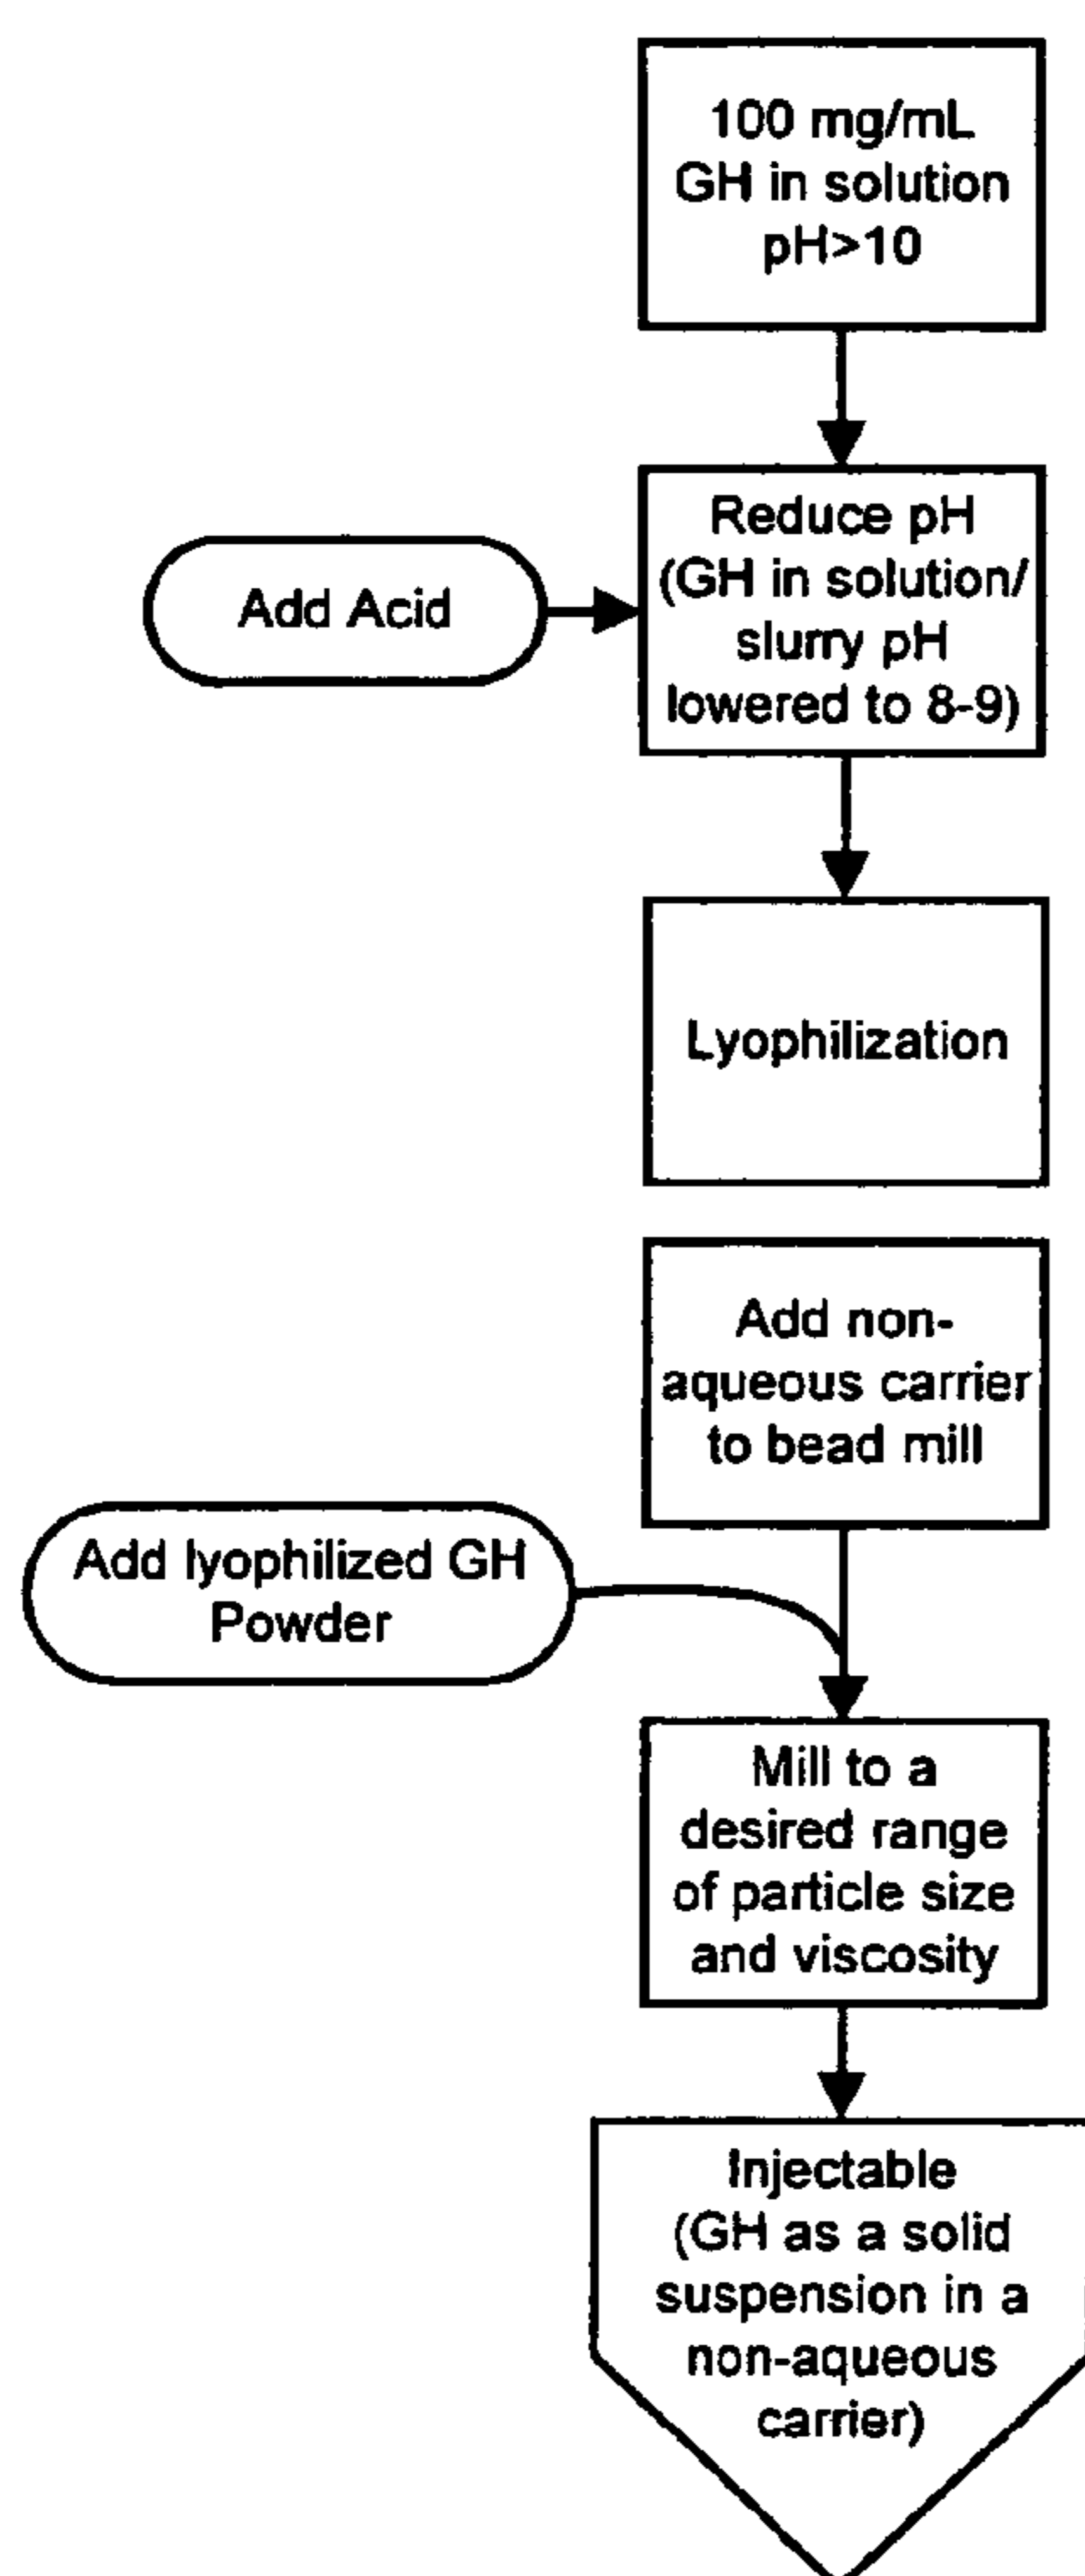 100 mg/mL
GH in solution
pH>10
Reduce pH
(GH in solution/
slurry pH
lowered to 8-9)
Add Acid
Lyophilization
Add non-
aqueous carrier
to bead mill
Add lyophilized GH
Powder
Mill to a
desired range
of particle size
and viscosity
Injectable
(GH as a solid
suspension in a
non-aqueous
carrier)